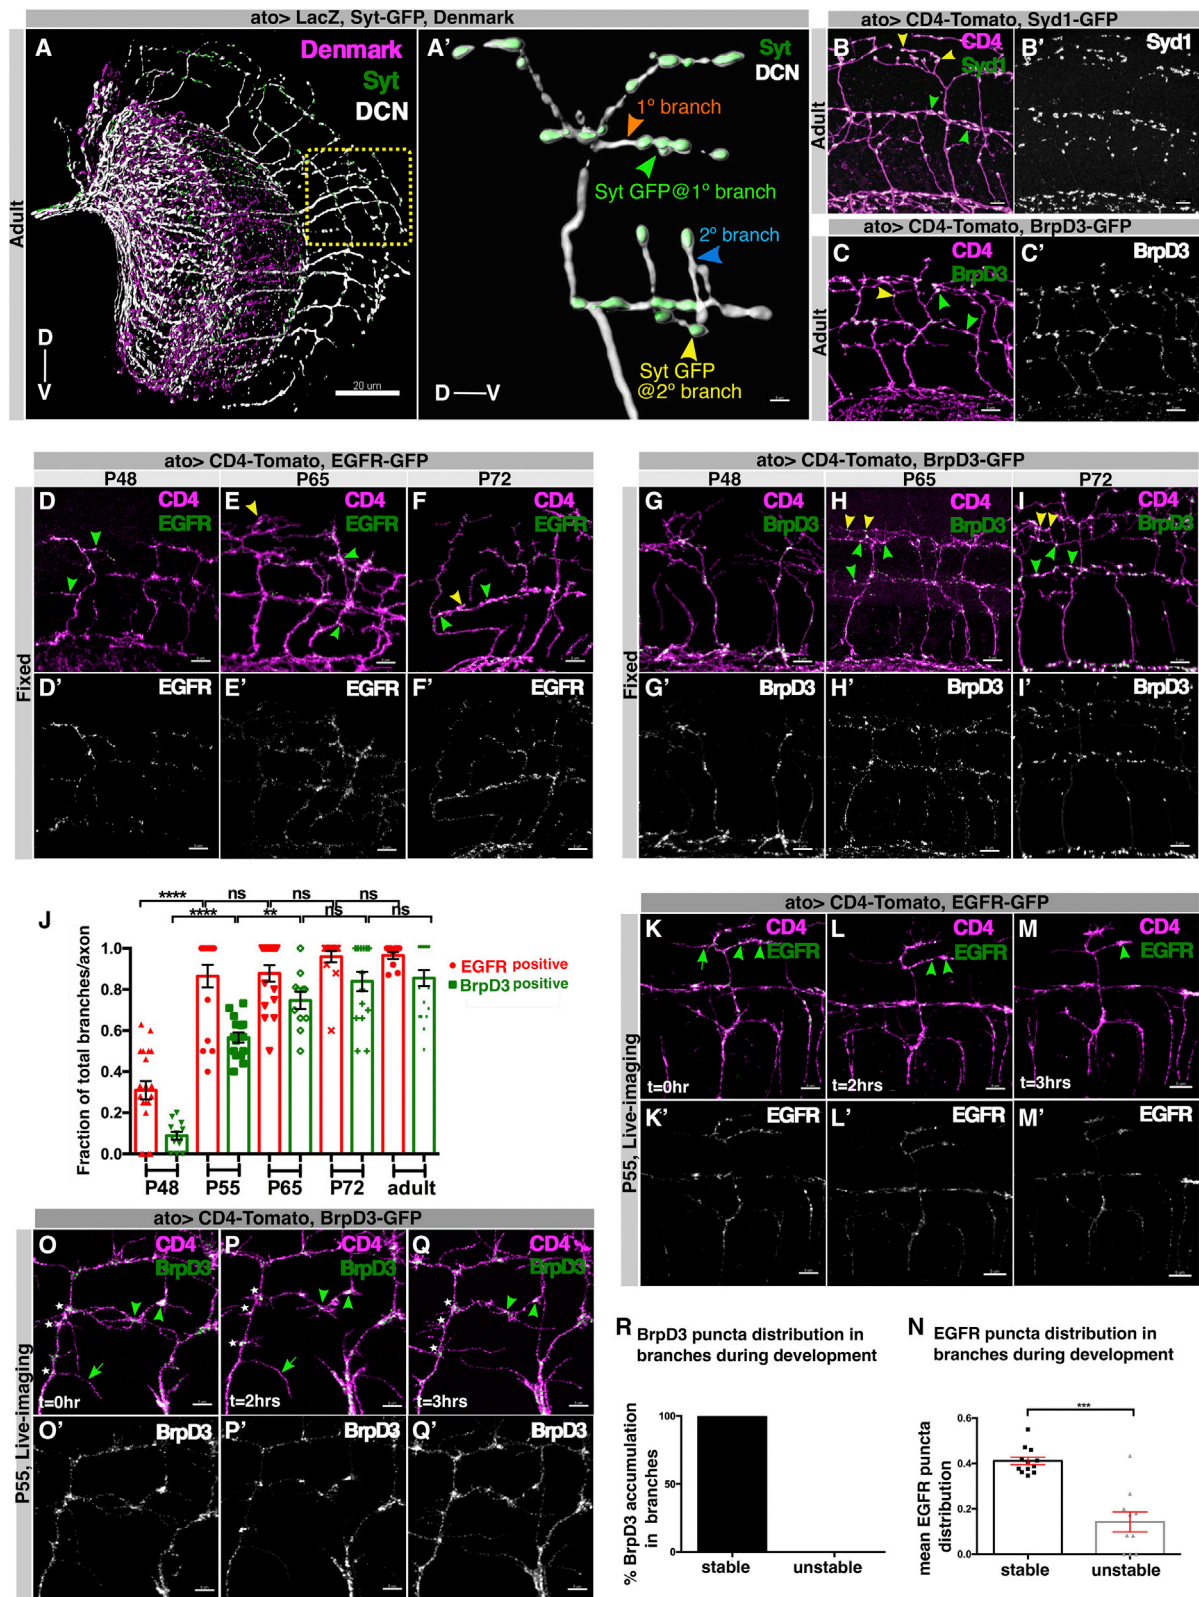 ato> LacZ, Syt-GFP, Denmark
Adult
A
Denmark
Syt
DCN
D
V
20 um
A'
Syt
DCN
1º branch
Syt GFP@1º branch
2º branch
Syt GFP
@2º branch
D
V
ato> CD4-Tomato, Syd1-GFP
Adult
B
CD4
Syd1
B'
Syd1
ato> CD4-Tomato, BrpD3-GFP
Adult
C
CD4
BrpD3
C'
BrpD3
ato> CD4-Tomato, EGFR-GFP
P48
P65
P72
Fixed
D
CD4
EGFR
E
CD4
EGFR
F
CD4
EGFR
D'
EGFR
E'
EGFR
F'
EGFR
ato> CD4-Tomato, BrpD3-GFP
P48
P65
P72
Fixed
G
CD4
BrpD3
H
CD4
BrpD3
I
CD4
BrpD3
G'
BrpD3
H'
BrpD3
I'
BrpD3
J
**** ns ns ns
**** ** ns ns
Fraction of total branches/axon
1.0
0.8
0.6
0.4
0.2
0.0
EGFR positive
BrpD3 positive
P48 P55 P65 P72 adult
ato> CD4-Tomato, EGFR-GFP
P55, Live-imaging
K
CD4
EGFR
t=0hr
L
CD4
EGFR
t=2hrs
M
CD4
EGFR
t=3hrs
K'
EGFR
L'
EGFR
M'
EGFR
ato> CD4-Tomato, BrpD3-GFP
P55, Live-imaging
O
CD4
BrpD3
t=0hr
P
CD4
BrpD3
t=2hrs
Q
CD4
BrpD3
t=3hrs
O'
BrpD3
P'
BrpD3
Q'
BrpD3
R
BrpD3 puncta distribution in
branches during development
% BrpD3 accumulation
in branches
100
50
0
stable unstable
N
EGFR puncta distribution in
branches during development
mean EGFR puncta
distribution
***
0.6
0.4
0.2
0.0
stable unstable